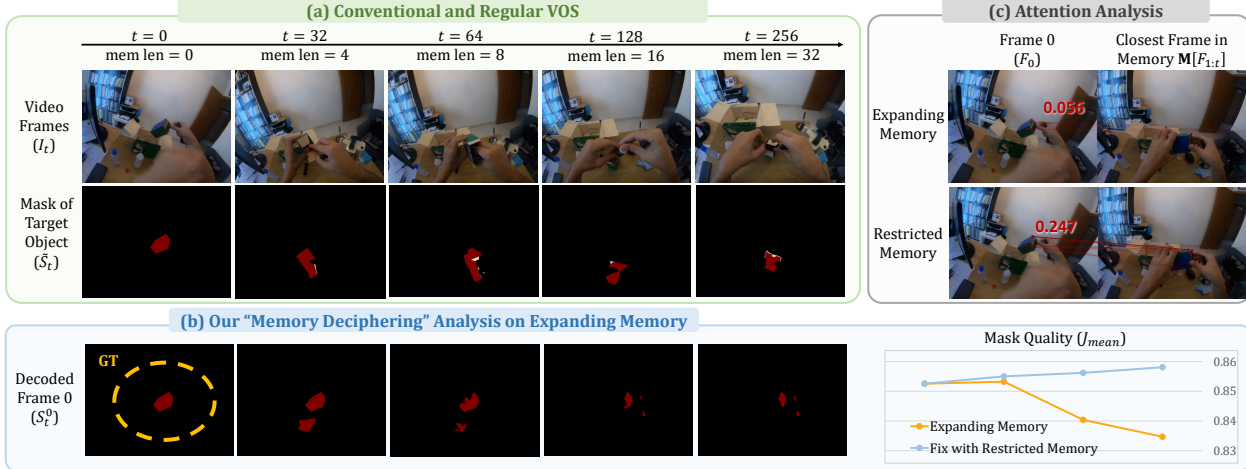 (a) Conventional and Regular VOS
t = 0
mem len = 0
t = 32
mem len = 4
t = 64
mem len = 8
t = 128
mem len = 16
t = 256
mem len = 32
Video
Frames
(I_t)
Mask of
Target
Object
(S̃_t)
(c) Attention Analysis
Frame 0
(F_0)
Closest Frame in
Memory M[F_{1:t}]
Expanding
Memory
0.056
Restricted
Memory
0.247
(b) Our “Memory Deciphering” Analysis on Expanding Memory
Decoded
Frame 0
(S_t^0)
GT
Mask Quality (J_mean)
0.86
0.85
0.84
0.83
Expanding Memory
Fix with Restricted Memory